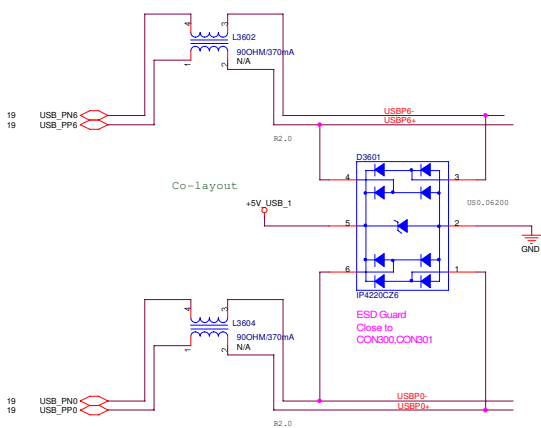 4
3
L3602
90OHM/370mA
N/A
1
2
19 USB_PN6
19 USB_PP6
USBP6-
USBP6+
R2.0
D3601
Co-layout
4
3
+5V_USB_1
US0.06200
5
2
GND
6
1
IP4220CZ6
4
3
L3604
90OHM/370mA
N/A
1
2
ESD Guard
Close to
CON300,CON301
19 USB_PN0
19 USB_PP0
USBP0-
USBP0+
R2.0